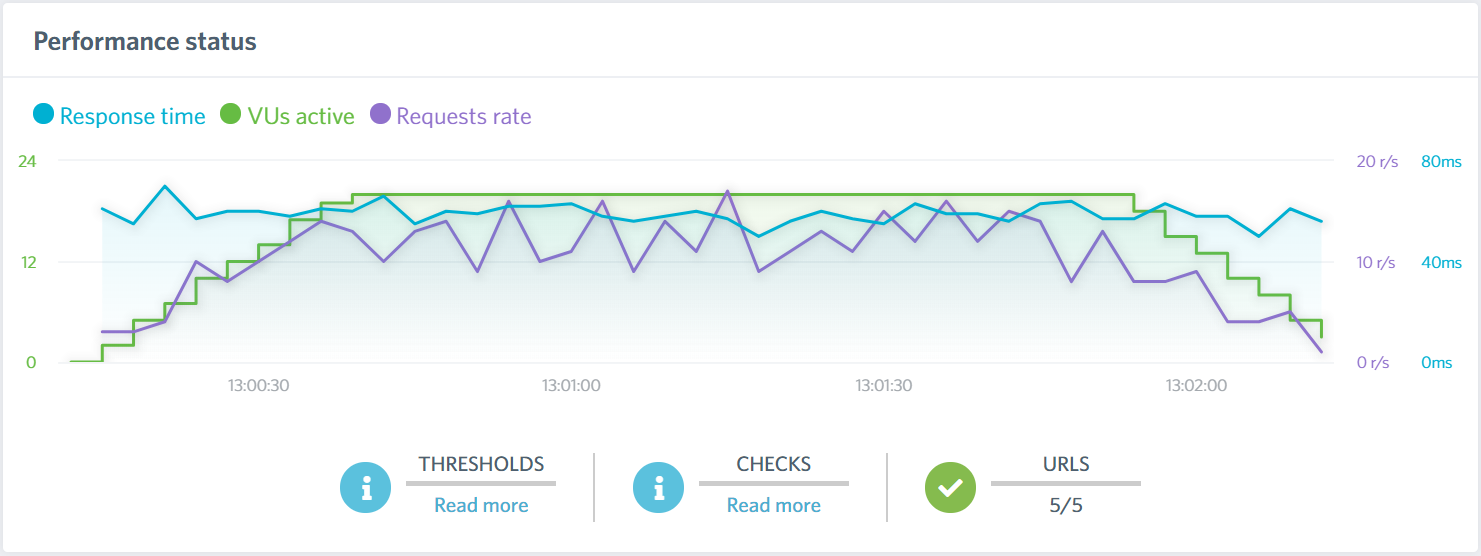 Performance status
Response time VUs active Requests rate
24 20 r/s 80ms
12 10 r/s 40ms
0 0 r/s 0ms
13:00:30 13:01:00 13:01:30 13:02:00
THRESHOLDS CHECKS URLS
Read more Read more 5/5